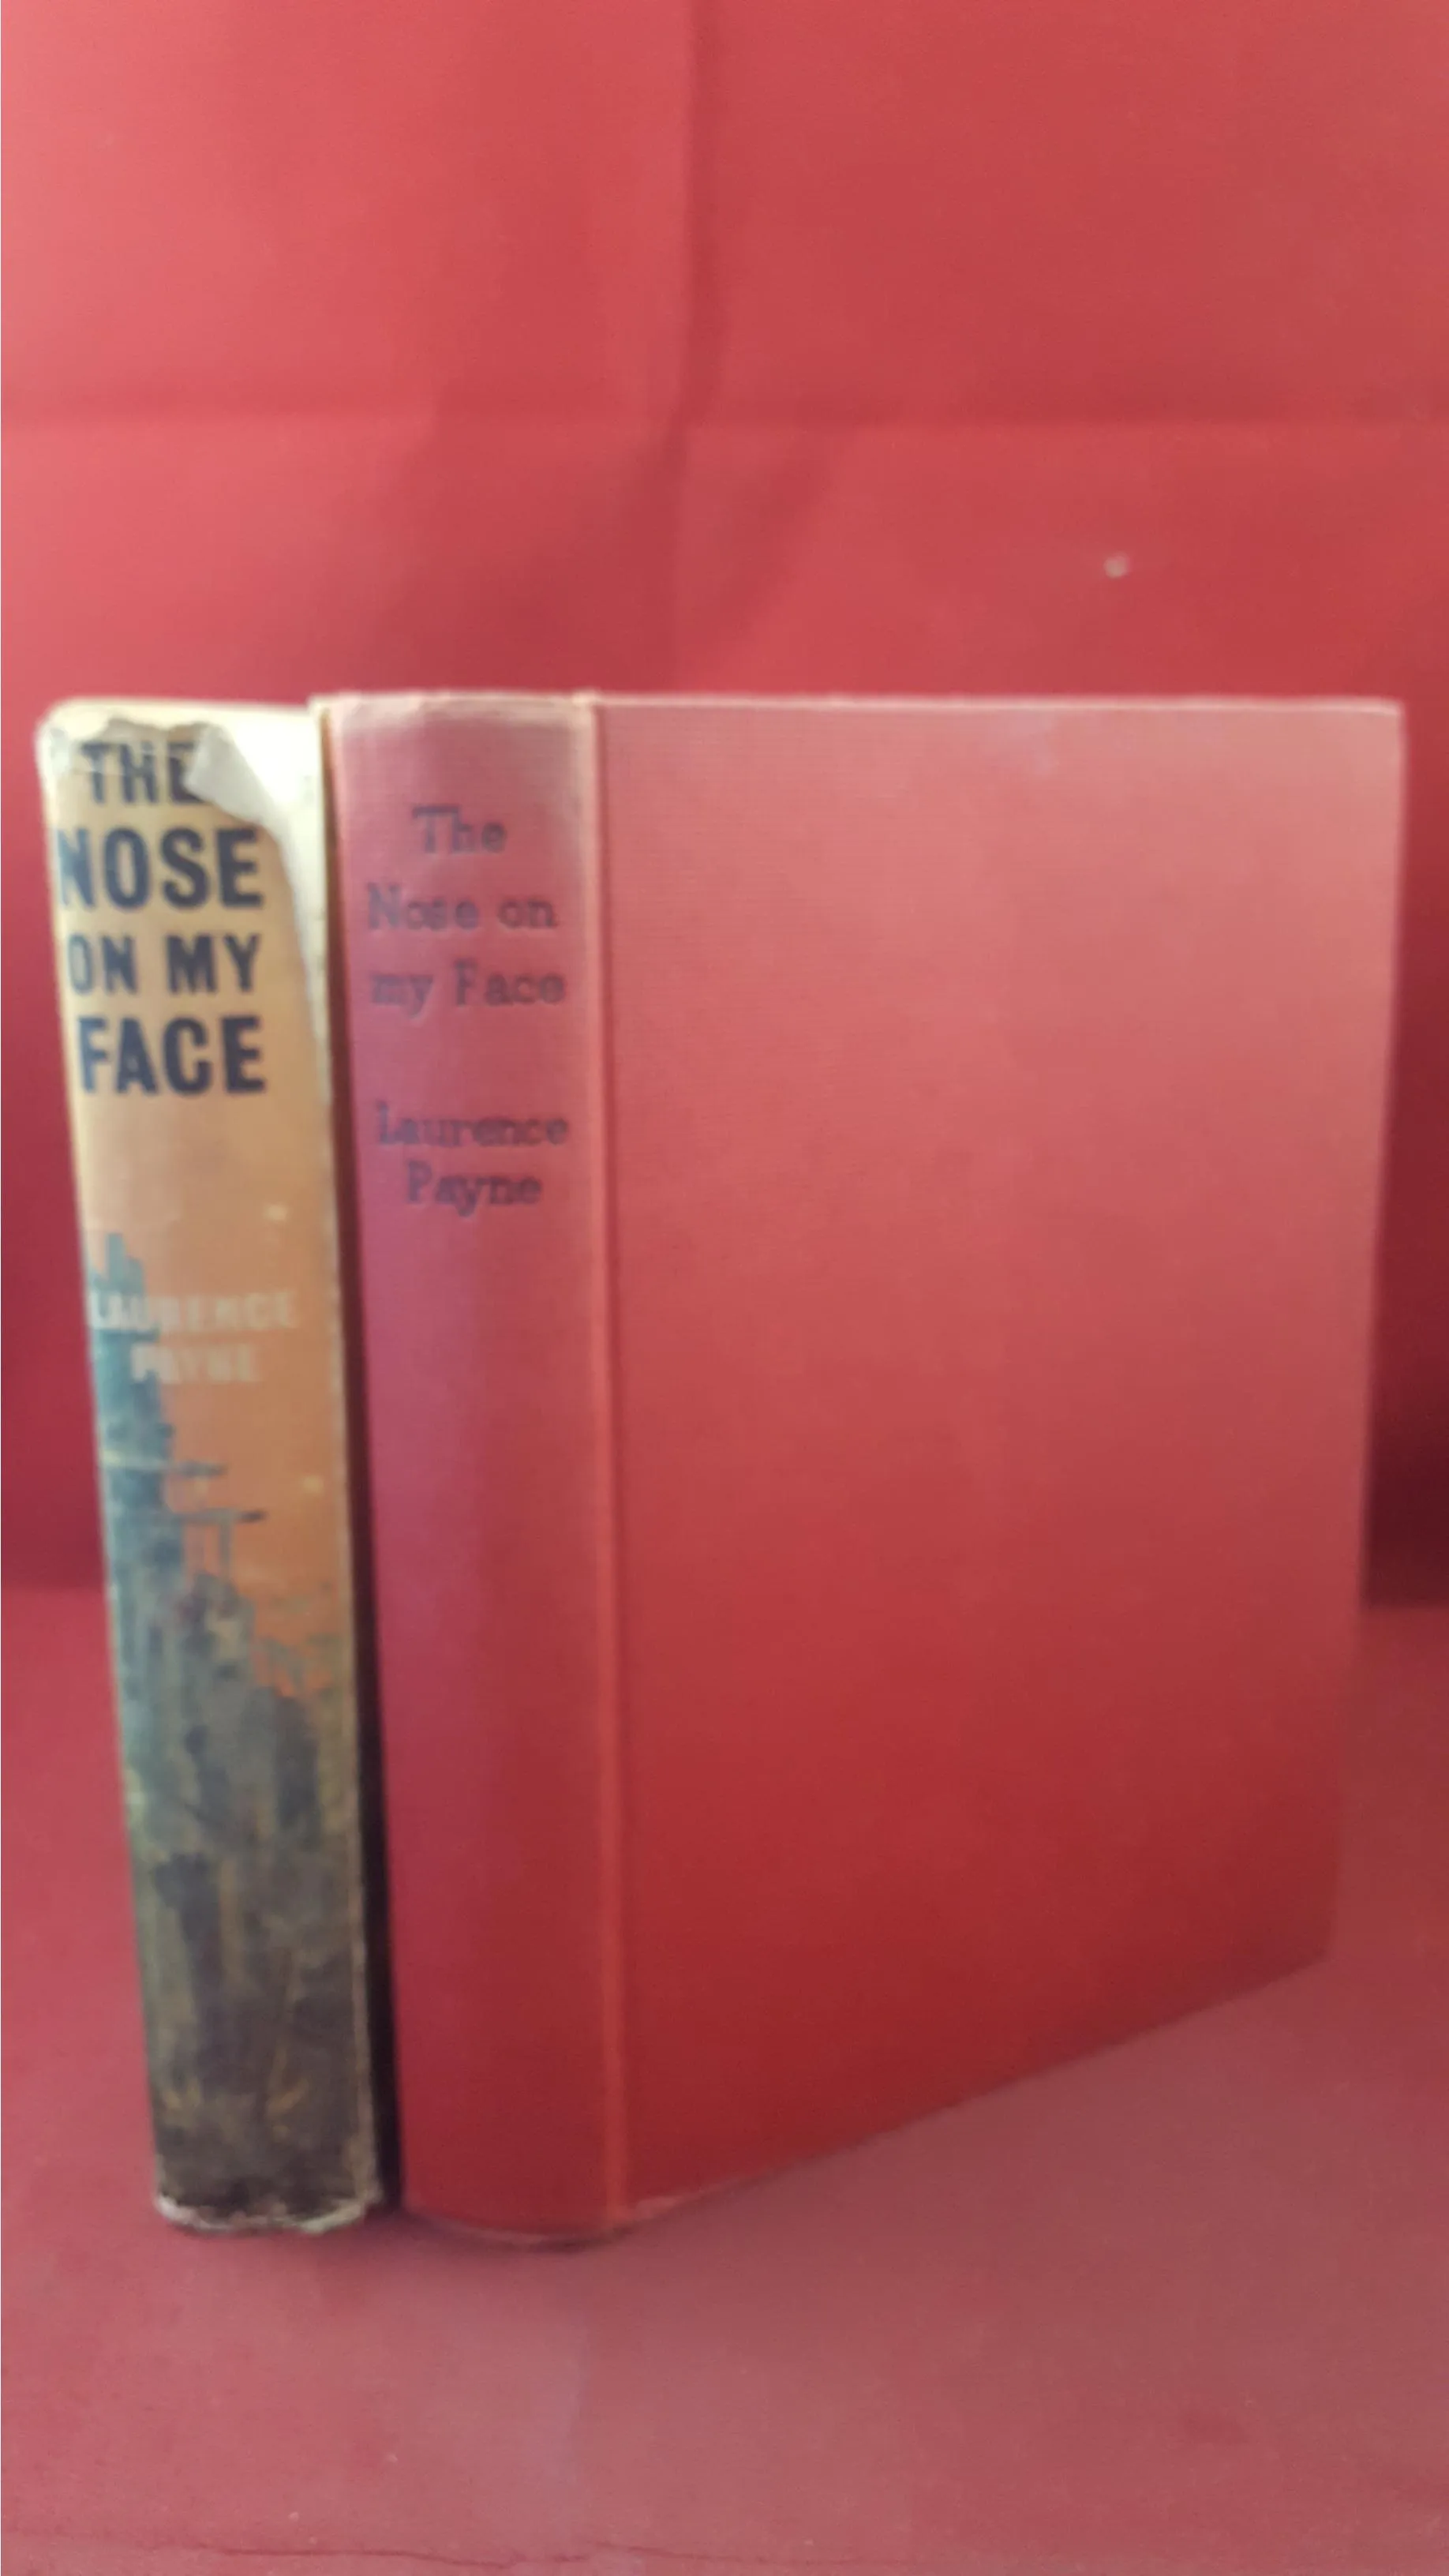 THE
NOSE
ON MY
FACE
LAURENCE
PAYNE
The
Nose on
my Face
Laurence
Payne